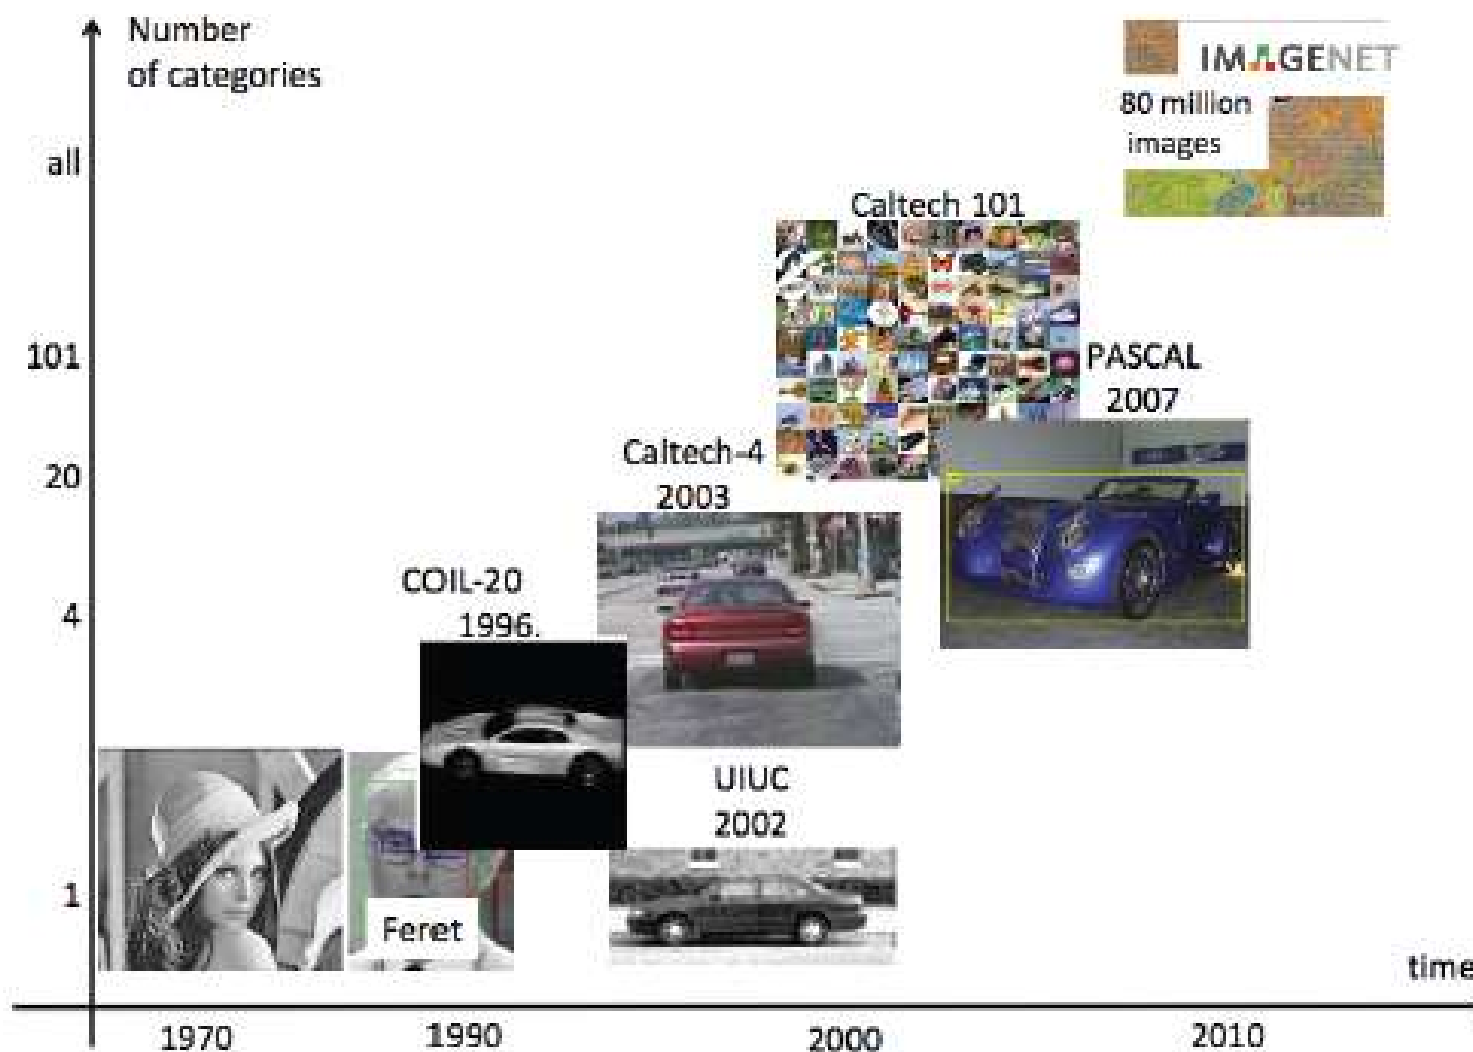 Number
of categories
IMAGENET
80 million
images
all
Caltech 101
101
PASCAL
2007
Caltech-4
20
2003
COIL-20
4
1996.
UIUC
2002
1
Feret
time
1970
1990
2000
2010